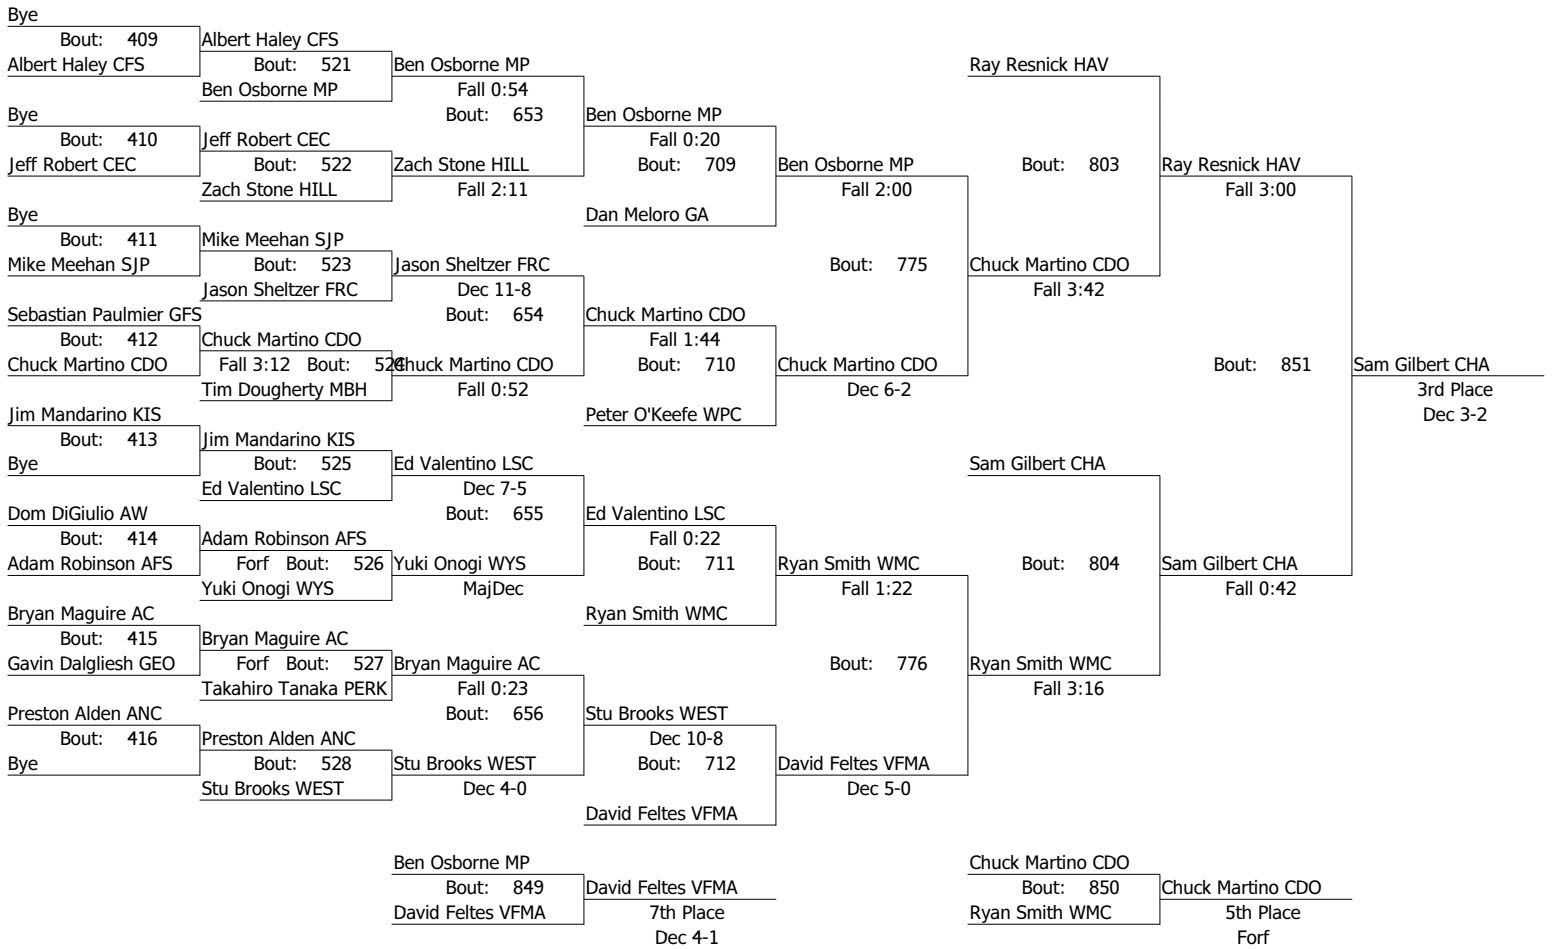 Bye
Bout: 409 Albert Haley CFS
Albert Haley CFS Bout: 521 Ben Osborne MP Ray Resnick HAV
Ben Osborne MP Fall 0:54
Bye Bout: 653 Ben Osborne MP
Bout: 410 Jeff Robert CEC Fall 0:20
Jeff Robert CEC Bout: 522 Zach Stone HILL Bout: 709 Ben Osborne MP Bout: 803 Ray Resnick HAV
Zach Stone HILL Fall 2:11 Fall 2:00 Fall 3:00
Bye Dan Meloro GA
Bout: 411 Mike Meehan SJP
Mike Meehan SJP Bout: 523 Jason Sheltzer FRC Bout: 775 Chuck Martino CDO
Jason Sheltzer FRC Dec 11-8 Fall 3:42
Sebastian Paulmier GFS Bout: 654 Chuck Martino CDO
Bout: 412 Chuck Martino CDO Fall 1:44
Chuck Martino CDO Fall 3:12 Bout: 524 Chuck Martino CDO Bout: 710 Chuck Martino CDO Bout: 851 Sam Gilbert CHA
Tim Dougherty MBH Fall 0:52 Dec 6-2 3rd Place
Jim Mandarino KIS Peter O'Keefe WPC Dec 3-2
Bout: 413 Jim Mandarino KIS
Bye Bout: 525 Ed Valentino LSC Sam Gilbert CHA
Ed Valentino LSC Dec 7-5
Dom DiGiulio AW Bout: 655 Ed Valentino LSC
Bout: 414 Adam Robinson AFS Fall 0:22
Adam Robinson AFS Forf Bout: 526 Yuki Onogi WYS Bout: 711 Ryan Smith WMC Bout: 804 Sam Gilbert CHA
Yuki Onogi WYS MajDec Fall 1:22 Fall 0:42
Bryan Maguire AC Ryan Smith WMC
Bout: 415 Bryan Maguire AC
Gavin Dalgliesh GEO Forf Bout: 527 Bryan Maguire AC Bout: 776 Ryan Smith WMC
Takahiro Tanaka PERK Fall 0:23 Fall 3:16
Preston Alden ANC Bout: 656 Stu Brooks WEST
Bout: 416 Preston Alden ANC Dec 10-8
Bye Bout: 528 Stu Brooks WEST Bout: 712 David Feltes VFMA
Stu Brooks WEST Dec 4-0 Dec 5-0
David Feltes VFMA
Ben Osborne MP Chuck Martino CDO
Bout: 849 David Feltes VFMA Bout: 850 Chuck Martino CDO
David Feltes VFMA 7th Place Ryan Smith WMC 5th Place
Dec 4-1 Forf